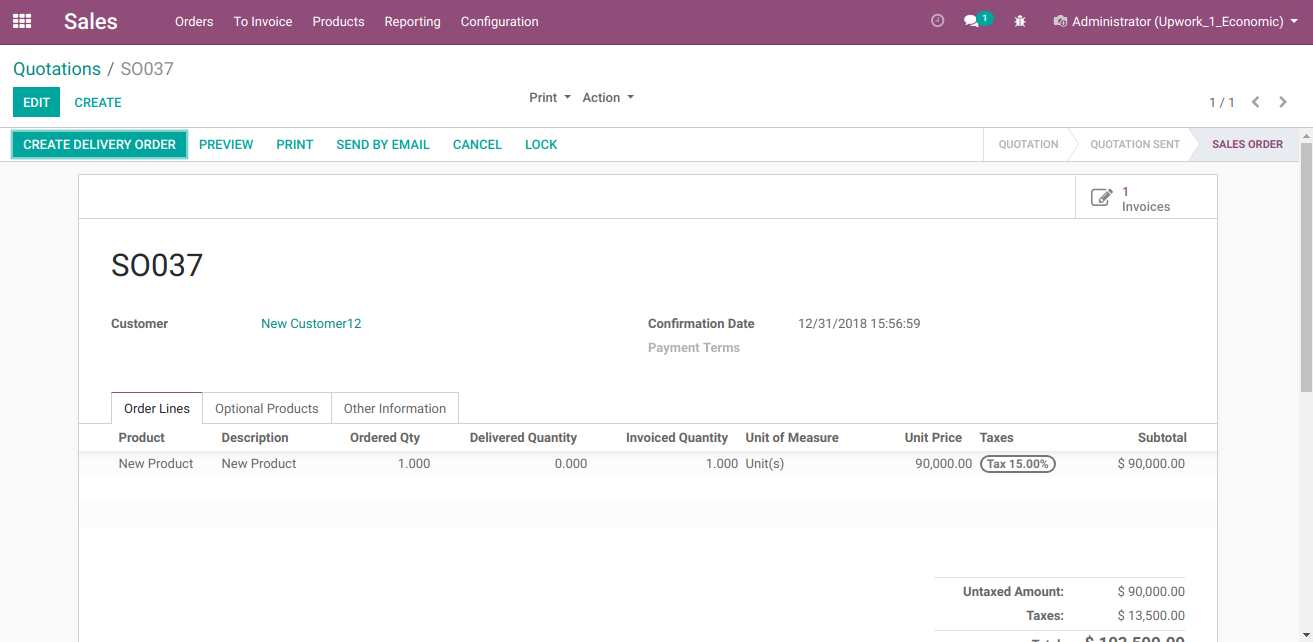 Sales Orders To Invoice Products Reporting Configuration 1 Administrator (Upwork_1_Economic)
Quotations / SO037
EDIT CREATE Print Action 1 / 1
CREATE DELIVERY ORDER PREVIEW PRINT SEND BY EMAIL CANCEL LOCK QUOTATION QUOTATION SENT SALES ORDER
1
Invoices
SO037
Customer New Customer12 Confirmation Date 12/31/2018 15:56:59
Payment Terms
Order Lines Optional Products Other Information
Product Description Ordered Qty Delivered Quantity Invoiced Quantity Unit of Measure Unit Price Taxes Subtotal
New Product New Product 1.000 0.000 1.000 Unit(s) 90,000.00 Tax 15.00% $ 90,000.00
Untaxed Amount: $ 90,000.00
Taxes: $ 13,500.00
Total: $ 103,500.00